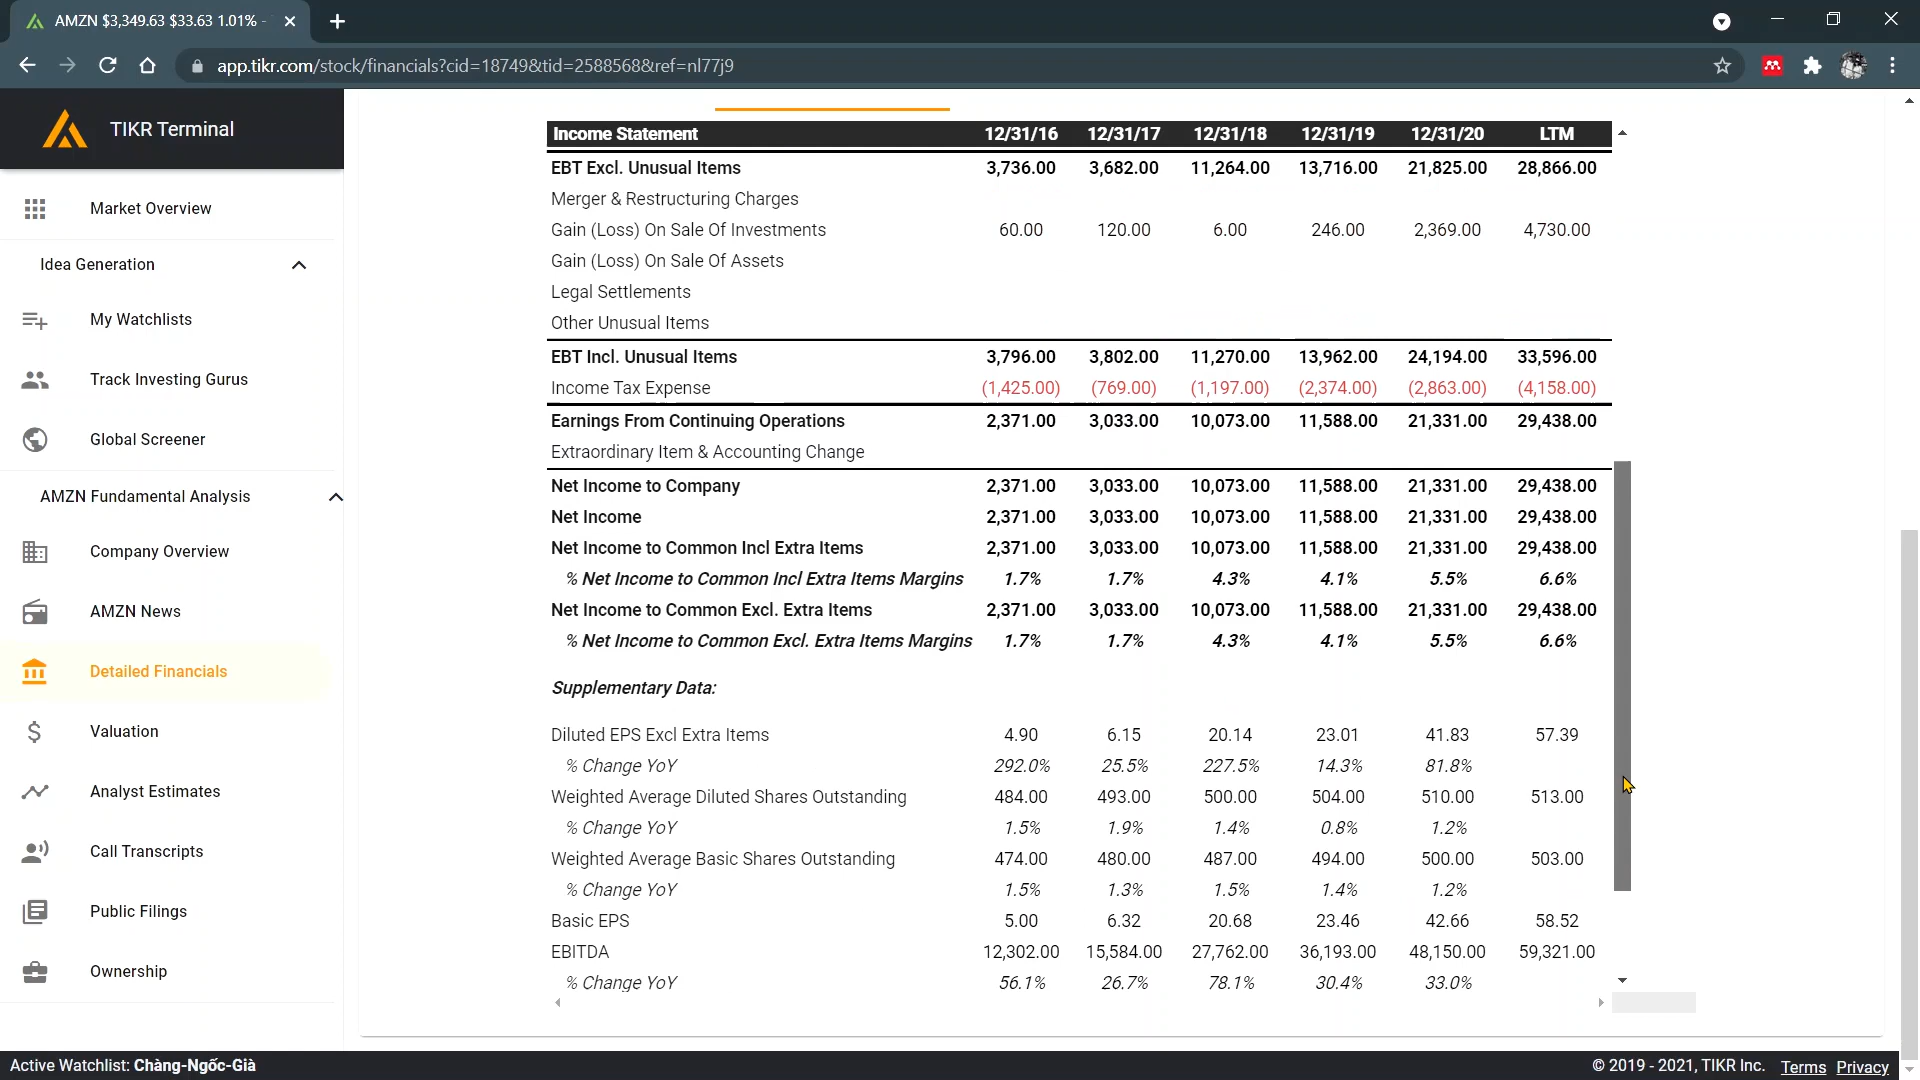 AMZN $3,349.63 $33.63 1.01% -
app.tikr.com/stock/financials?cid=18749&tid=2588568&ref=nl77j9
TIKR Terminal
Market Overview
Idea Generation
My Watchlists
Track Investing Gurus
Global Screener
AMZN Fundamental Analysis
Company Overview
AMZN News
Detailed Financials
Valuation
Analyst Estimates
Call Transcripts
Public Filings
Ownership
Income Statement 12/31/16 12/31/17 12/31/18 12/31/19 12/31/20 LTM
EBT Excl. Unusual Items 3,736.00 3,682.00 11,264.00 13,716.00 21,825.00 28,866.00
Merger & Restructuring Charges
Gain (Loss) On Sale Of Investments 60.00 120.00 6.00 246.00 2,369.00 4,730.00
Gain (Loss) On Sale Of Assets
Legal Settlements
Other Unusual Items
EBT Incl. Unusual Items 3,796.00 3,802.00 11,270.00 13,962.00 24,194.00 33,596.00
Income Tax Expense (1,425.00) (769.00) (1,197.00) (2,374.00) (2,863.00) (4,158.00)
Earnings From Continuing Operations 2,371.00 3,033.00 10,073.00 11,588.00 21,331.00 29,438.00
Extraordinary Item & Accounting Change
Net Income to Company 2,371.00 3,033.00 10,073.00 11,588.00 21,331.00 29,438.00
Net Income 2,371.00 3,033.00 10,073.00 11,588.00 21,331.00 29,438.00
Net Income to Common Incl Extra Items 2,371.00 3,033.00 10,073.00 11,588.00 21,331.00 29,438.00
% Net Income to Common Incl Extra Items Margins 1.7% 1.7% 4.3% 4.1% 5.5% 6.6%
Net Income to Common Excl. Extra Items 2,371.00 3,033.00 10,073.00 11,588.00 21,331.00 29,438.00
% Net Income to Common Excl. Extra Items Margins 1.7% 1.7% 4.3% 4.1% 5.5% 6.6%
Supplementary Data:
Diluted EPS Excl Extra Items 4.90 6.15 20.14 23.01 41.83 57.39
% Change YoY 292.0% 25.5% 227.5% 14.3% 81.8%
Weighted Average Diluted Shares Outstanding 484.00 493.00 500.00 504.00 510.00 513.00
% Change YoY 1.5% 1.9% 1.4% 0.8% 1.2%
Weighted Average Basic Shares Outstanding 474.00 480.00 487.00 494.00 500.00 503.00
% Change YoY 1.5% 1.3% 1.5% 1.4% 1.2%
Basic EPS 5.00 6.32 20.68 23.46 42.66 58.52
EBITDA 12,302.00 15,584.00 27,762.00 36,193.00 48,150.00 59,321.00
% Change YoY 56.1% 26.7% 78.1% 30.4% 33.0%
Active Watchlist: Chàng-Ngốc-Già
© 2019 - 2021, TIKR Inc. Terms Privacy